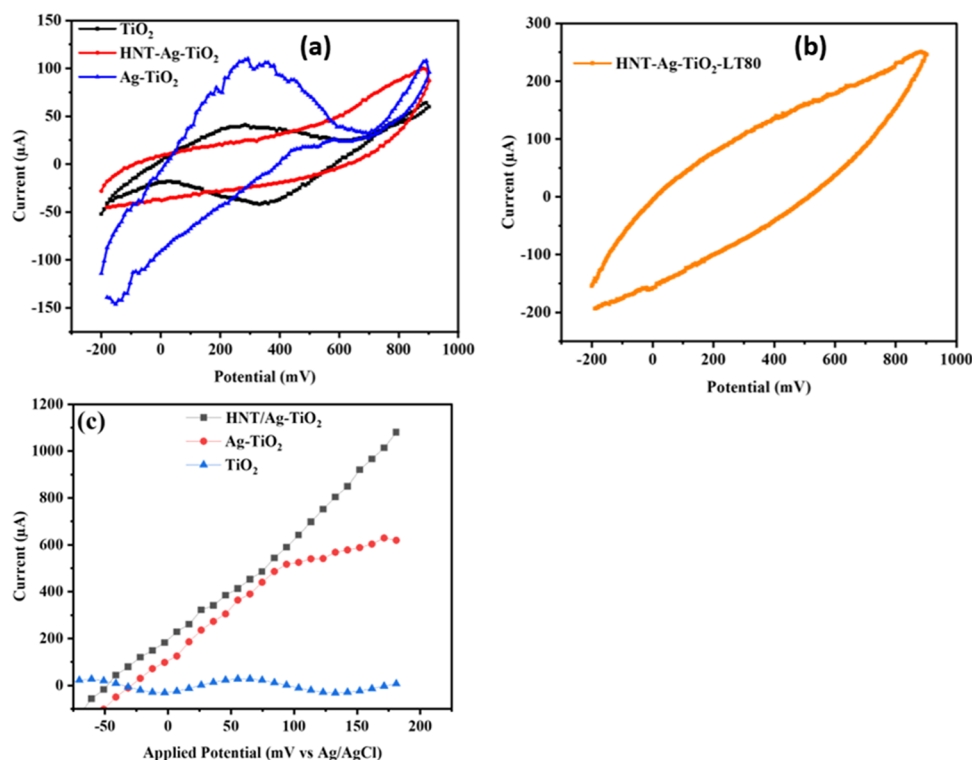 150
100
50
0
-50
-100
-150
Current (µA)
TiO2
HNT-Ag-TiO2
Ag-TiO2
(a)
-200 0 200 400 600 800 1000
Potential (mV)
300
200
100
0
-100
-200
Current (µA)
HNT-Ag-TiO2-LT80
(b)
-200 0 200 400 600 800 1000
Potential (mV)
1200
1000
800
600
400
200
0
Current (µA)
(c)
HNT/Ag-TiO2
Ag-TiO2
TiO2
-50 0 50 100 150 200
Applied Potential (mV vs Ag/AgCl)